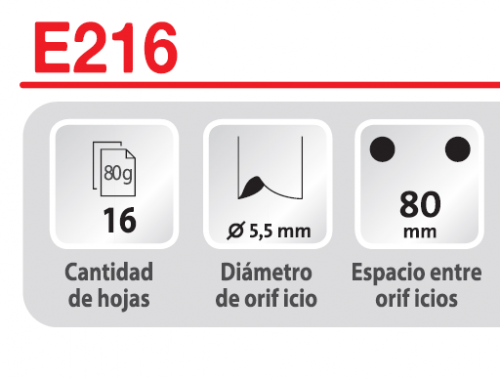 E216
80g
16
Ø 5,5 mm
80
mm
Cantidad
de hojas
Diámetro
de orif icio
Espacio entre
orif icios